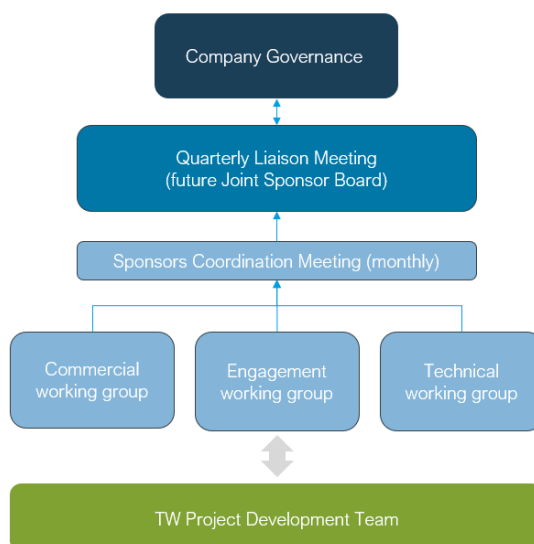 Company Governance
Quarterly Liaison Meeting
(future Joint Sponsor Board)
Sponsors Coordination Meeting (monthly)
Commercial
working group
Engagement
working group
Technical
working group
TW Project Development Team